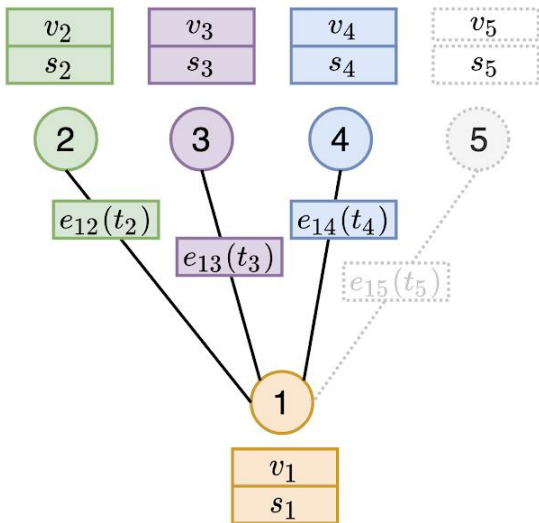 v₂ v₃ v₄ v₅
s₂ s₃ s₄ s₅
2 3 4 5
e₁₂(t₂) e₁₃(t₃) e₁₄(t₄) e₁₅(t₅)
1
v₁
s₁